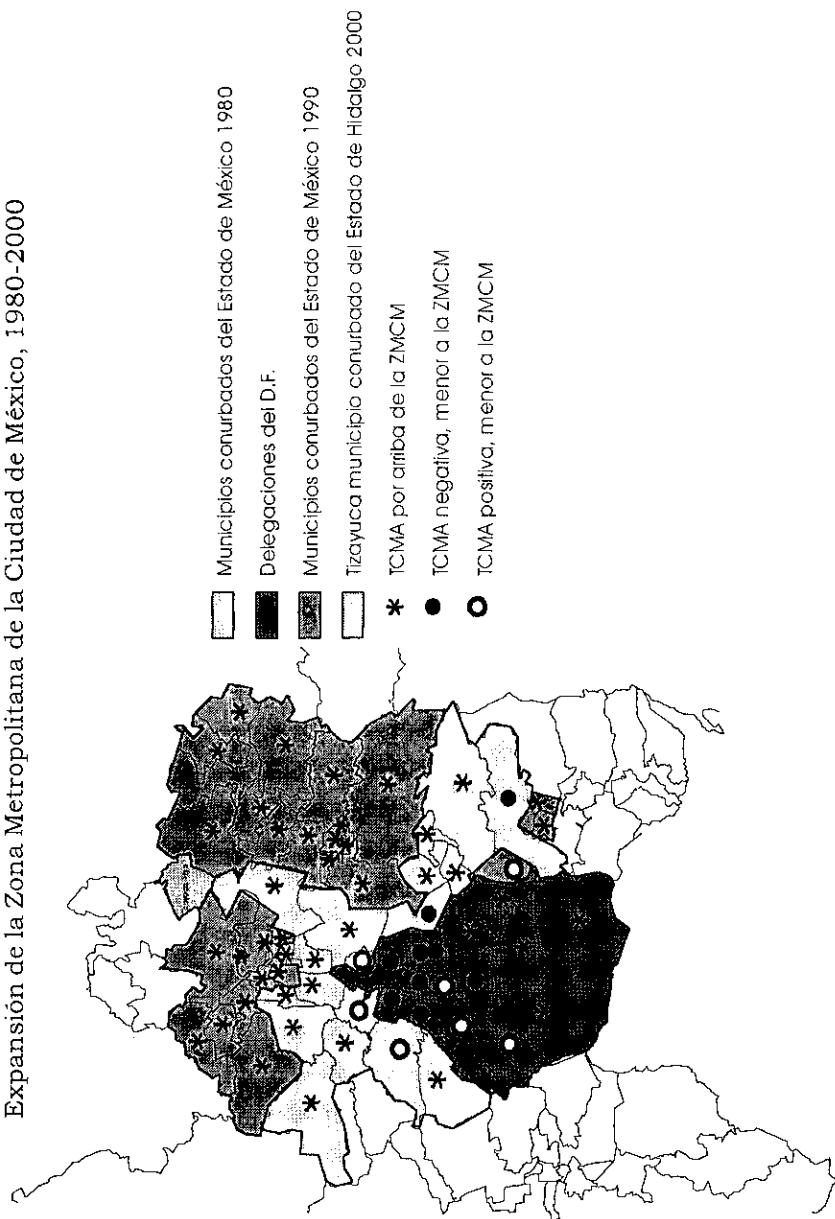 Expansión de la Zona Metropolitana de la Ciudad de México, 1980-2000
Municipios conurbados del Estado de México 1980
Delegaciones del D.F.
Municipios conurbados del Estado de México 1990
Tizayuca municipio conurbado del Estado de Hidalgo 2000
TCMA por arriba de la ZMCM
TCMA negativa, menor a la ZMCM
TCMA positiva, menor a la ZMCM